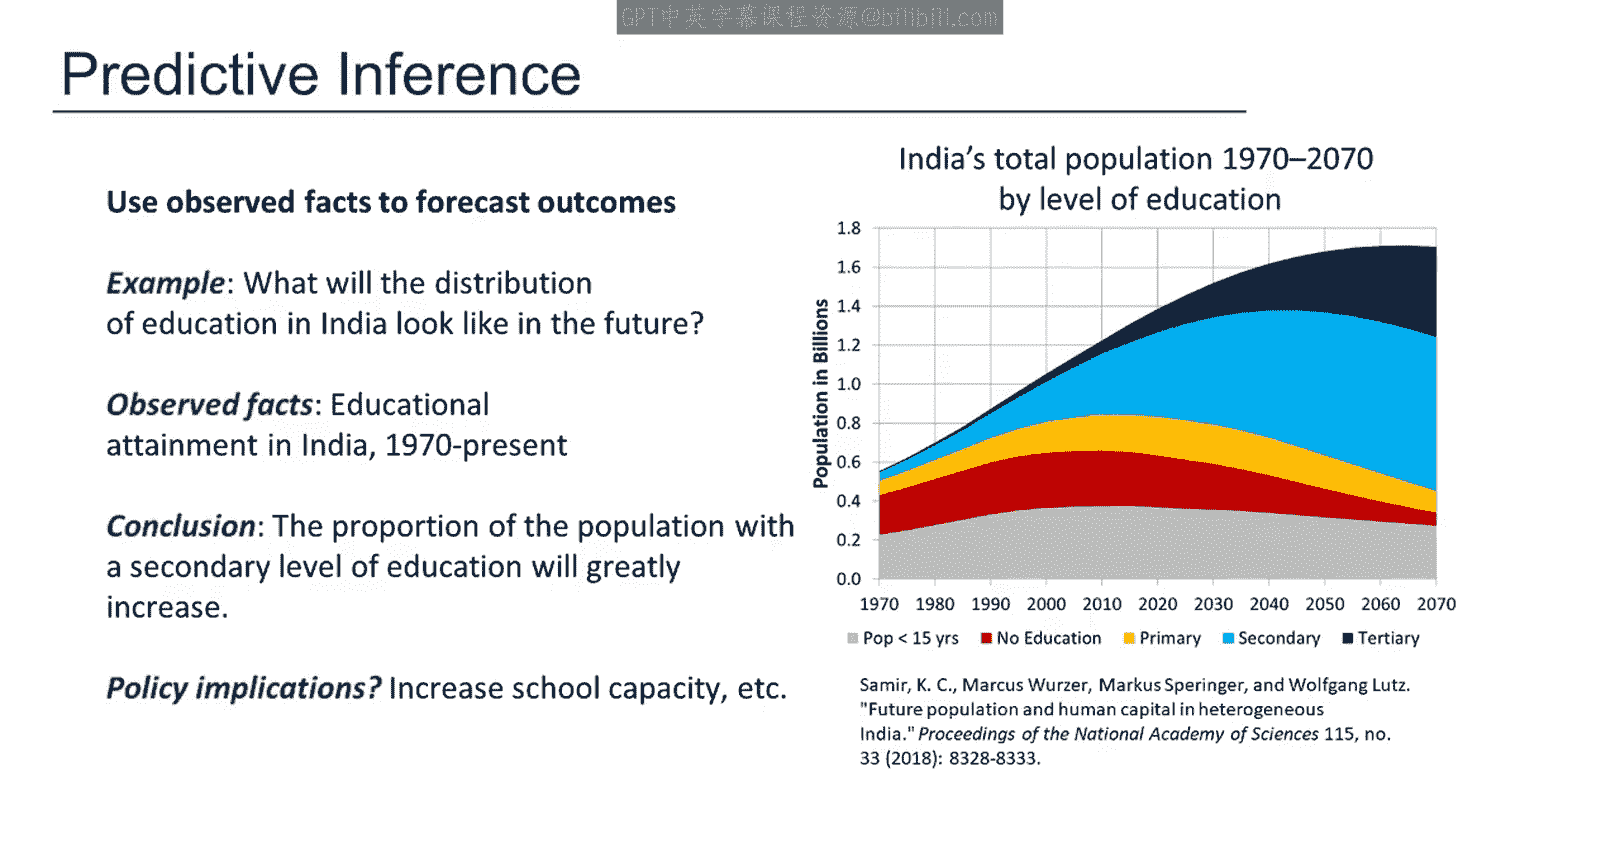 GPT中英字幕课程资源@bilibili.com
Predictive Inference
Use observed facts to forecast outcomes
Example: What will the distribution
of education in India look like in the future?
Observed facts: Educational
attainment in India, 1970-present
Conclusion: The proportion of the population with
a secondary level of education will greatly
increase.
Policy implications? Increase school capacity, etc.
India’s total population 1970–2070
by level of education
Population in Billions
1.8
1.6
1.4
1.2
1.0
0.8
0.6
0.4
0.2
0.0
1970 1980 1990 2000 2010 2020 2030 2040 2050 2060 2070
Pop < 15 yrs No Education Primary Secondary Tertiary
Samir, K. C., Marcus Wurzer, Markus Speringer, and Wolfgang Lutz.
"Future population and human capital in heterogeneous
India." Proceedings of the National Academy of Sciences 115, no.
33 (2018): 8328-8333.